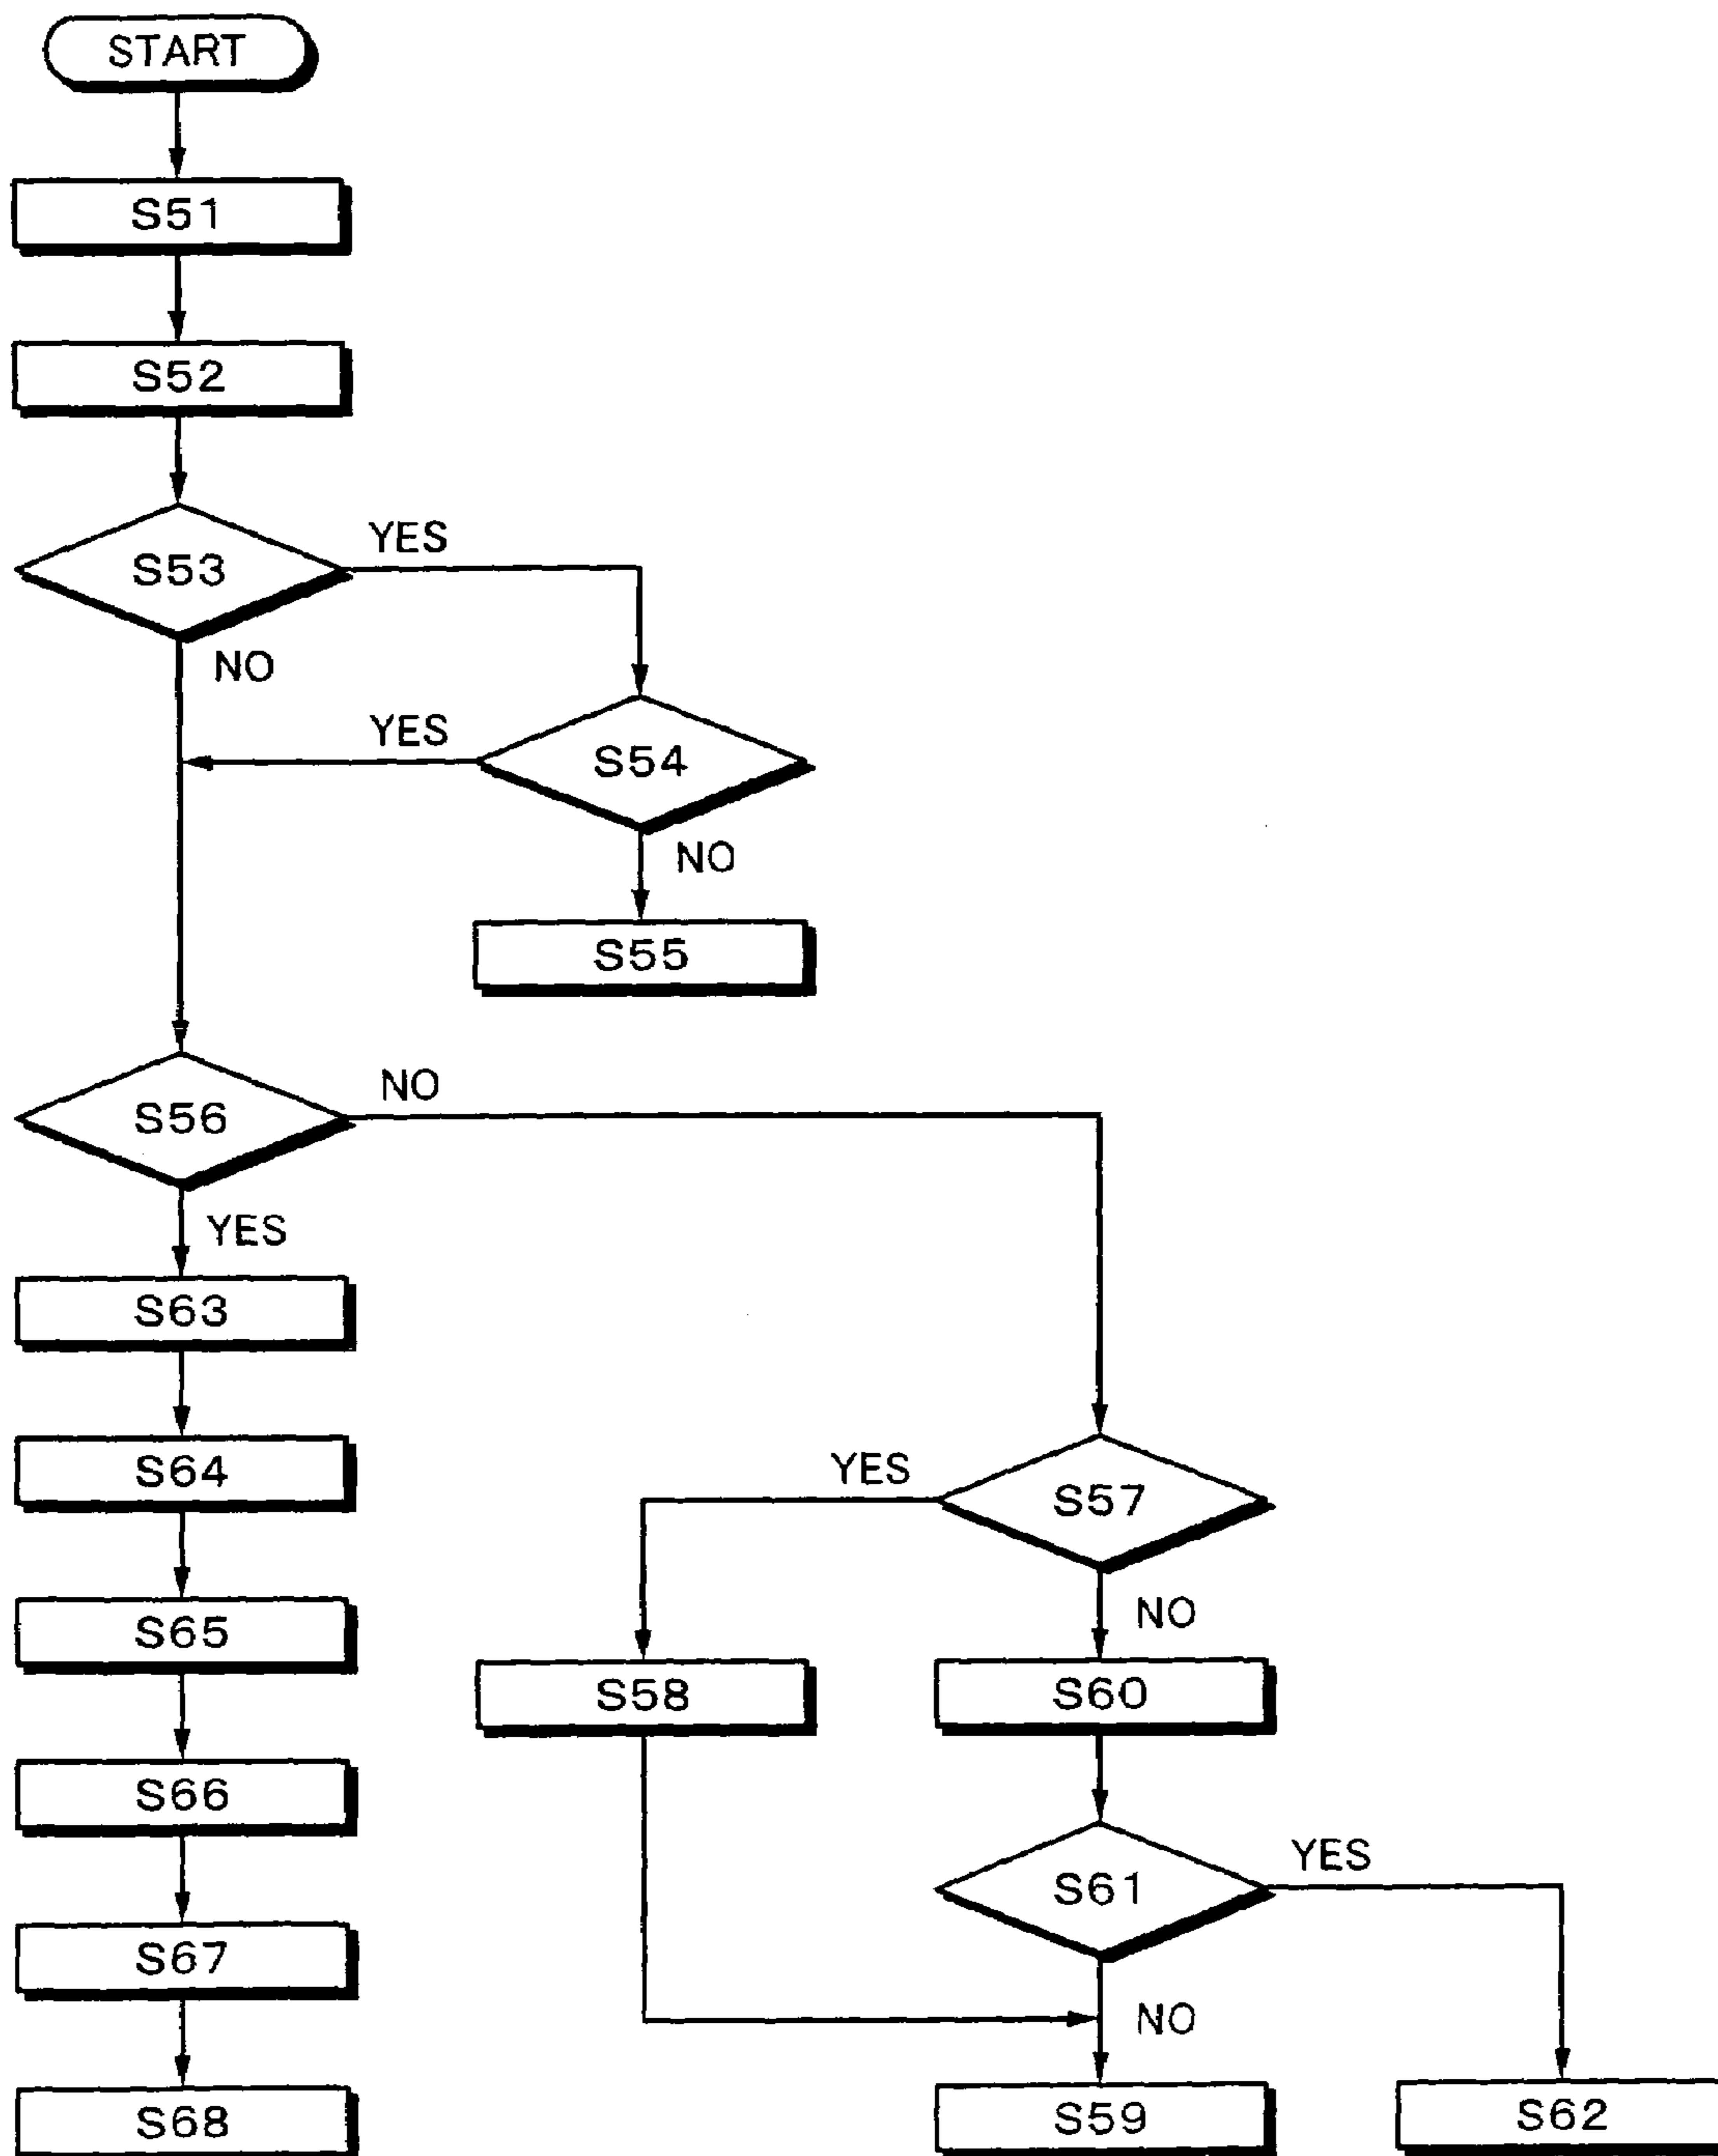 START
S51
S52
YES
S53
NO
YES
S54
NO
S55
NO
S56
YES
S63
S64
YES
S57
S65
NO
S58
S60
S66
YES
S61
S67
NO
S68
S59
S62